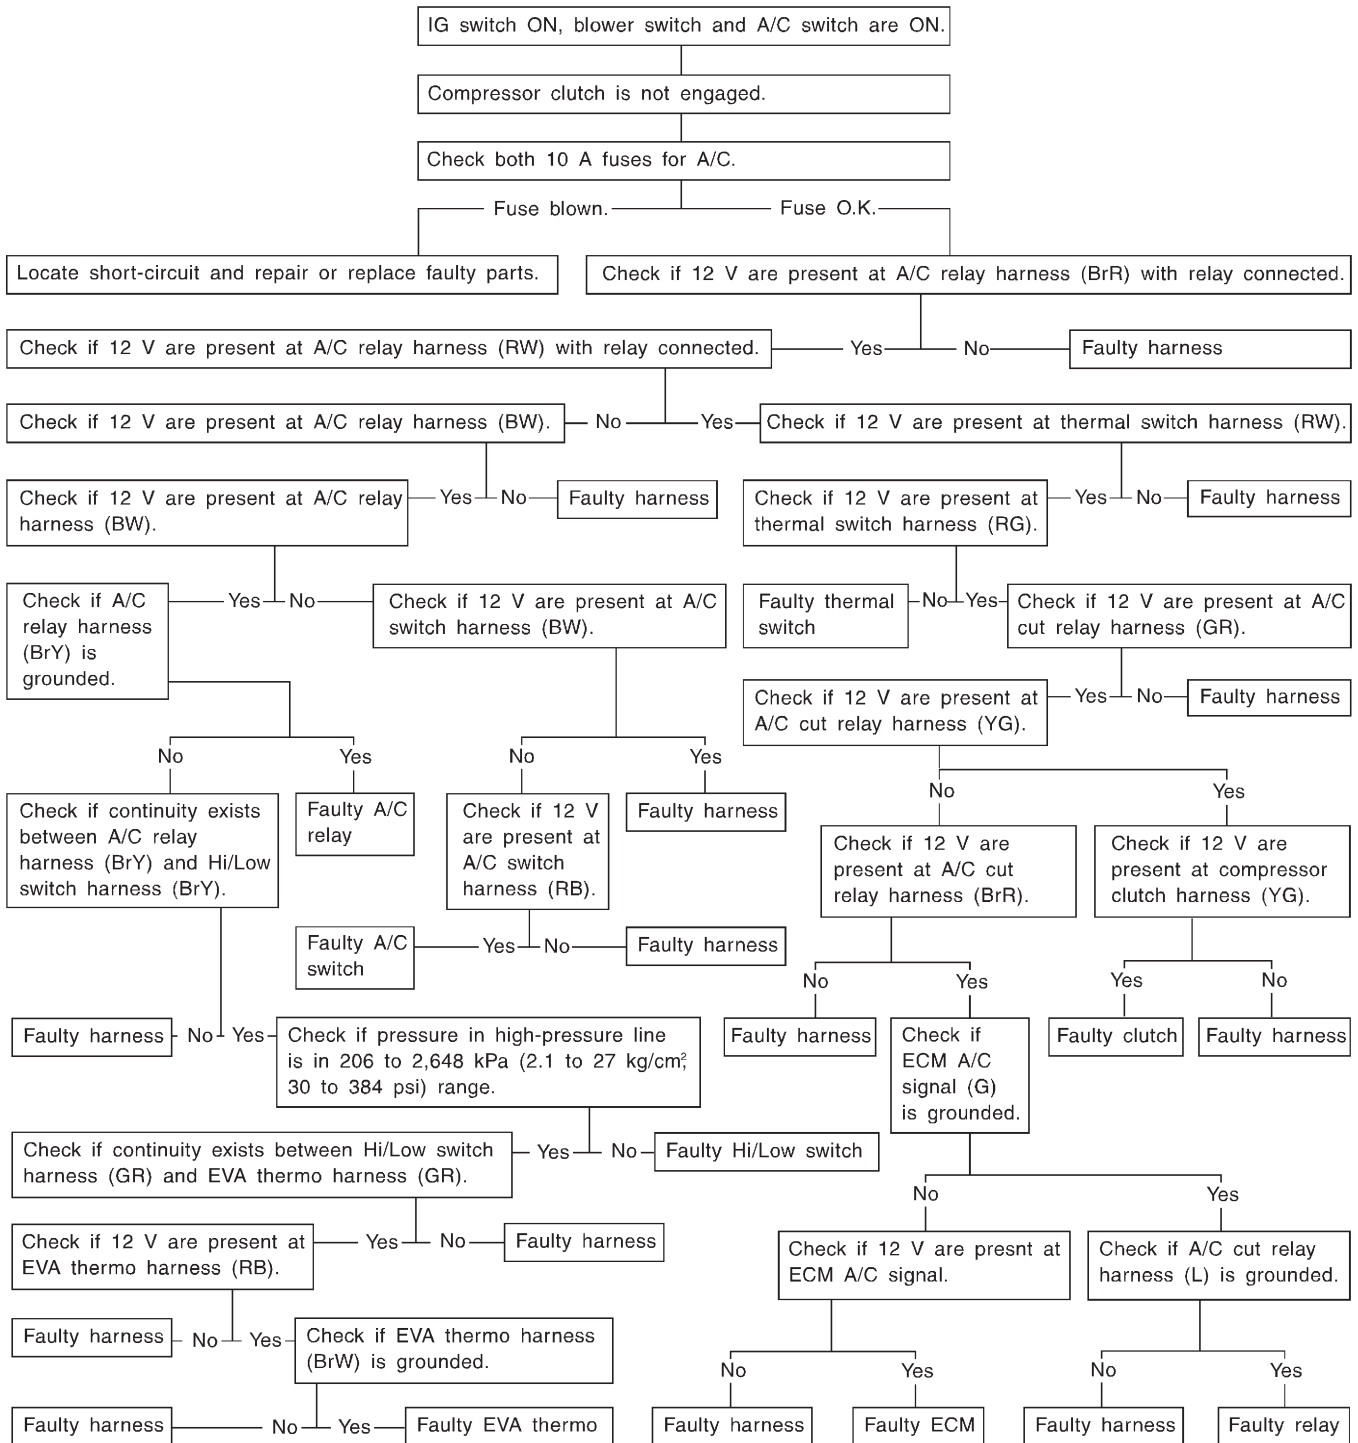 IG switch ON, blower switch and A/C switch are ON.
Compressor clutch is not engaged.
Check both 10 A fuses for A/C.
Fuse blown.
Fuse O.K.
Locate short-circuit and repair or replace faulty parts.
Check if 12 V are present at A/C relay harness (BrR) with relay connected.
Check if 12 V are present at A/C relay harness (RW) with relay connected.
Yes
No
Faulty harness
Check if 12 V are present at A/C relay harness (BW).
No
Yes
Check if 12 V are present at thermal switch harness (RW).
Check if 12 V are present at A/C relay
harness (BW).
Yes
No
Faulty harness
Check if 12 V are present at
thermal switch harness (RG).
Yes
No
Faulty harness
Check if A/C
relay harness
(BrY) is
grounded.
Yes
No
Check if 12 V are present at A/C
switch harness (BW).
Faulty thermal
switch
No
Yes
Check if 12 V are present at A/C
cut relay harness (GR).
Check if 12 V are present at
A/C cut relay harness (YG).
Yes
No
Faulty harness
No
Yes
No
Yes
No
Yes
Check if continuity exists
between A/C relay
harness (BrY) and Hi/Low
switch harness (BrY).
Faulty A/C
relay
Check if 12 V
are present at
A/C switch
harness (RB).
Faulty harness
Check if 12 V are
present at A/C cut
relay harness (BrR).
Check if 12 V are
present at compressor
clutch harness (YG).
Faulty A/C
switch
Yes
No
Faulty harness
No
Yes
Yes
No
Faulty harness
No
Yes
Check if pressure in high-pressure line
is in 206 to 2,648 kPa (2.1 to 27 kg/cm²,
30 to 384 psi) range.
Faulty harness
Check if
ECM A/C
signal (G)
is grounded.
Faulty clutch
Faulty harness
Check if continuity exists between Hi/Low switch
harness (GR) and EVA thermo harness (GR).
Yes
No
Faulty Hi/Low switch
No
Yes
Check if 12 V are present at
EVA thermo harness (RB).
Yes
No
Faulty harness
Check if 12 V are presnt at
ECM A/C signal.
Check if A/C cut relay
harness (L) is grounded.
Faulty harness
No
Yes
Check if EVA thermo harness
(BrW) is grounded.
No
Yes
No
Yes
Faulty harness
No
Yes
Faulty EVA thermo
Faulty harness
Faulty ECM
Faulty harness
Faulty relay